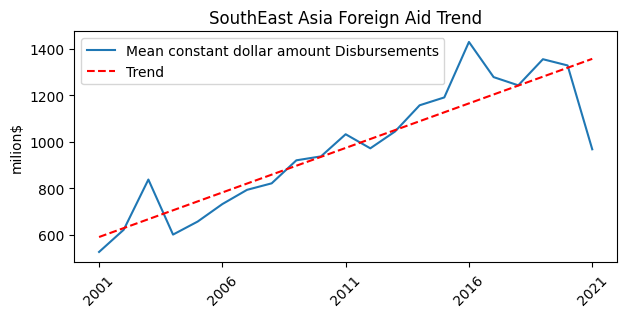 SouthEast Asia Foreign Aid Trend
Mean constant dollar amount Disbursements
Trend
milion$
1400
1200
1000
800
600
2001
2006
2011
2016
2021